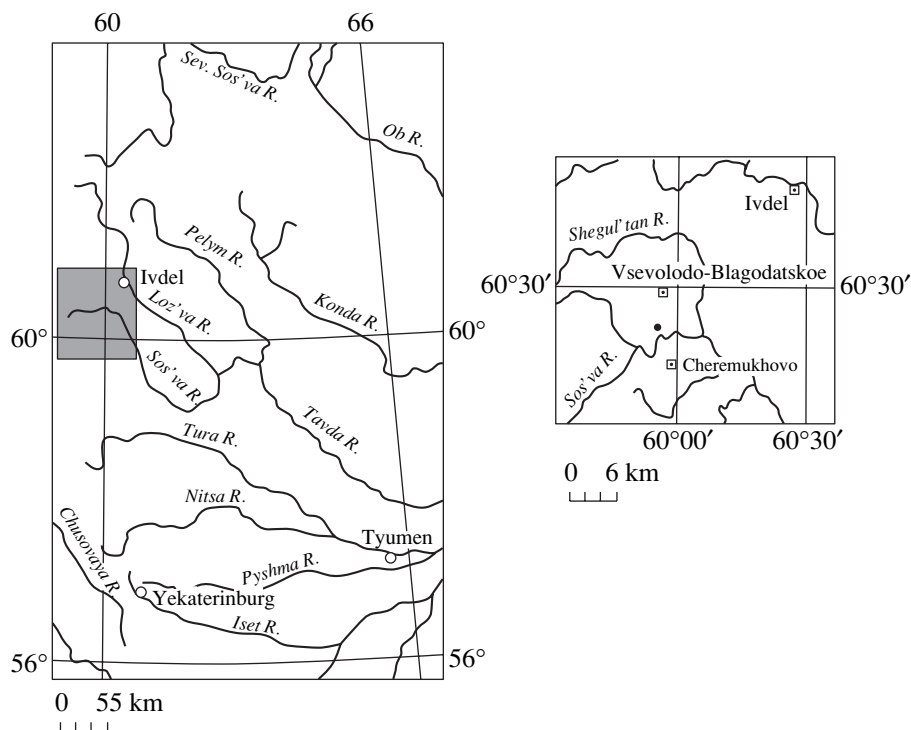 60 66
Sev. Sos'va R.
Ob R.
Pelym R.
Ivdel
Loz'va R.
Konda R.
60° 60°
Sos'va R.
Tavda R.
Tura R.
Nitsa R.
Chusovaya R.
Tyumen
Pyshma R.
Yekaterinburg
Iset R.
56° 56°
0 55 km
Ivdel
Shegul'tan R.
Vsevolodo-Blagodatskoe
60°30′ 60°30′
Sos'va R.
Cheremukhovo
60°00′ 60°30′
0 6 km